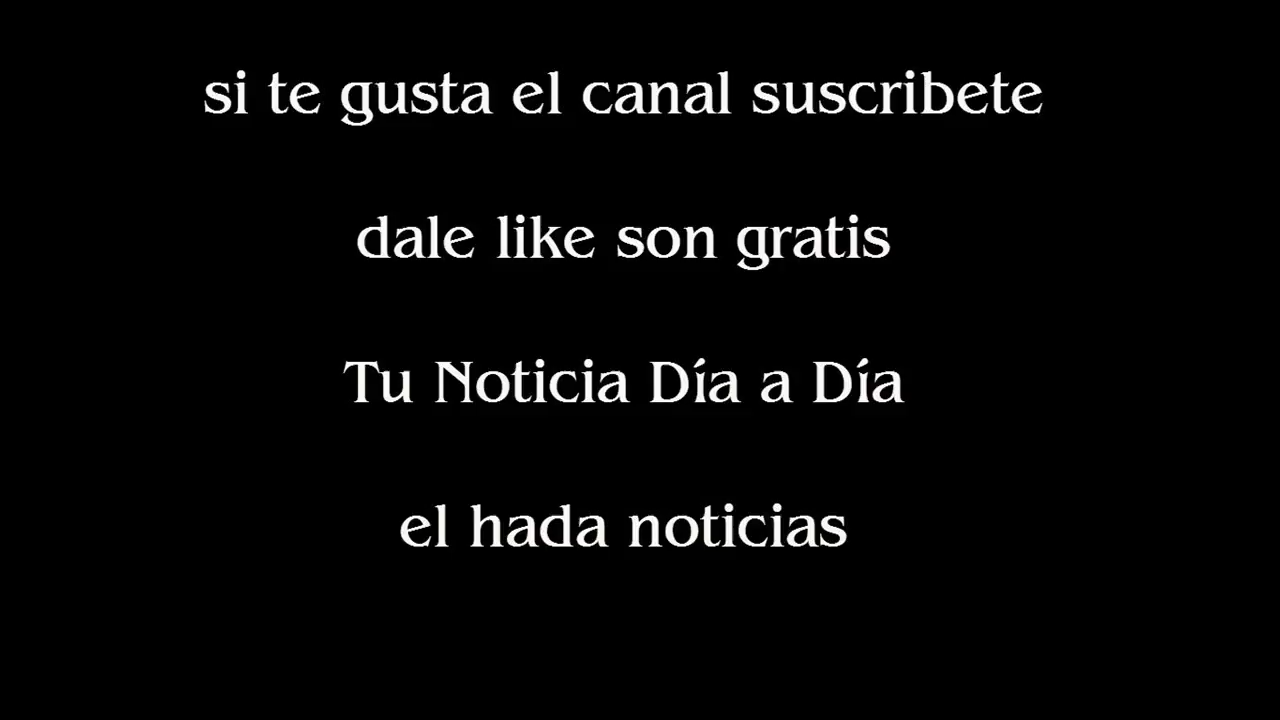 si te gusta el canal suscribete
dale like son gratis
Tu Noticia Día a Día
el hada noticias